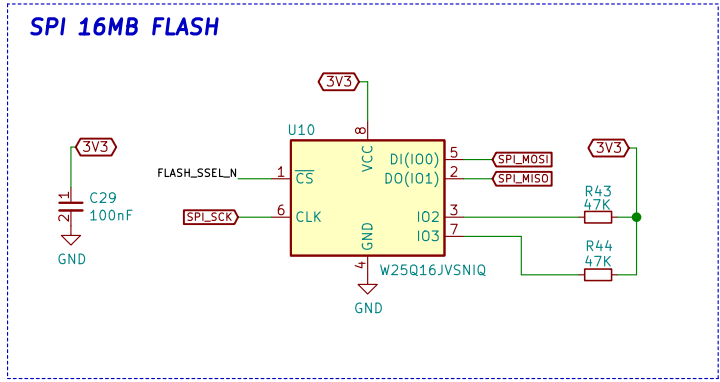 SPI 16MB FLASH
3V3
U10
8
VCC
3V3
3V3
5
DI(IO0)
SPI_MOSI
FLASH_SSEL_N
1
CS
2
DO(IO1)
SPI_MISO
1
C29
2
100nF
R43
47K
SPI_SCK
6
CLK
3
IO2
7
IO3
GND
R44
47K
GND
4
W25Q16JVSNIQ
GND